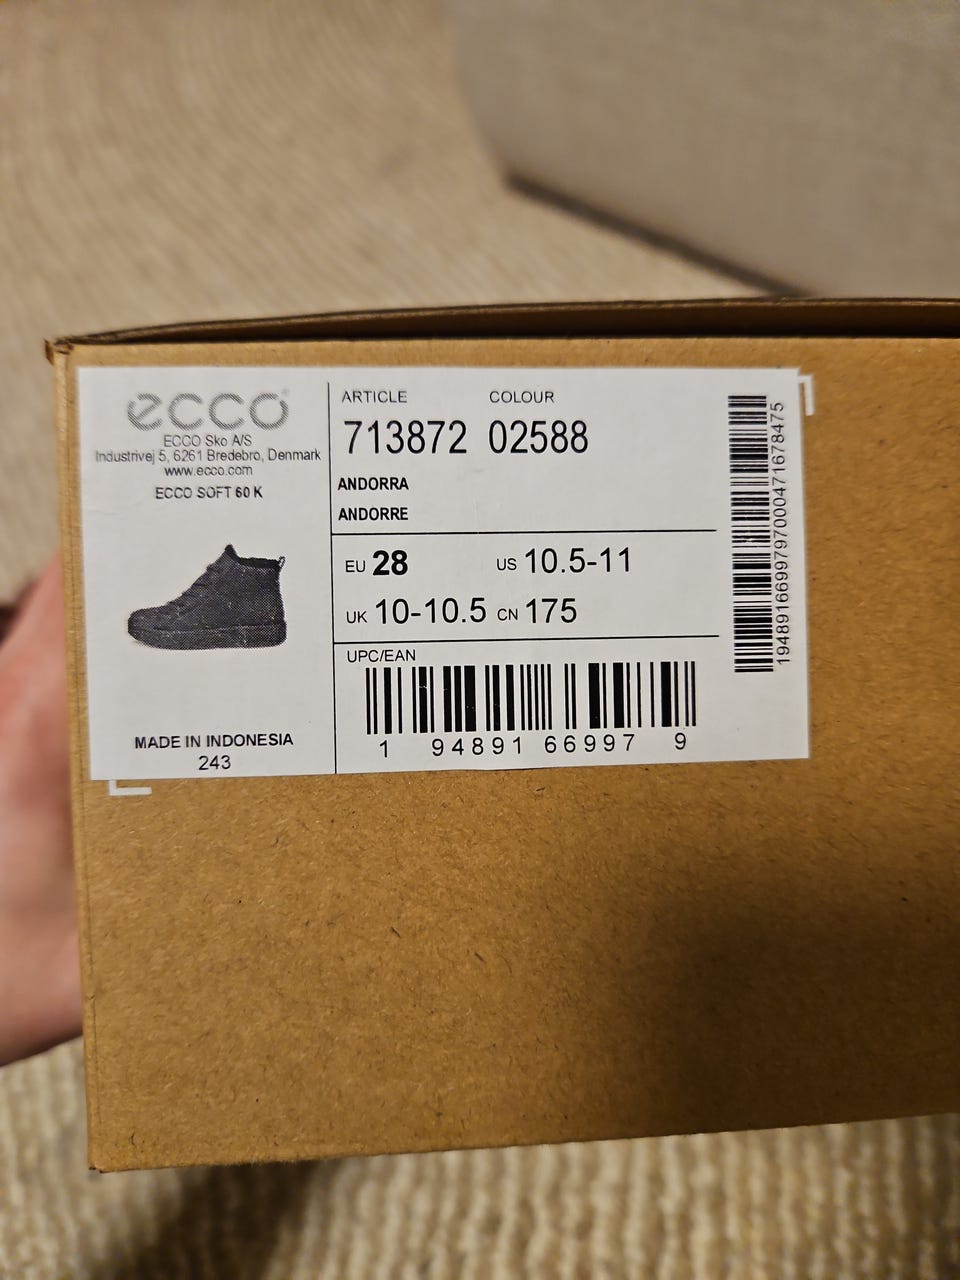 ecco
ECCO Sko A/S
Industrivej 5, 6261 Bredebro, Denmark
www.ecco.com
ECCO SOFT 60 K
MADE IN INDONESIA
243
ARTICLE COLOUR
713872 02588
ANDORRA
ANDORRE
EU 28 US 10.5-11
UK 10-10.5 CN 175
UPC/EAN
1 94891 66997 9
194891669979700047167­8475